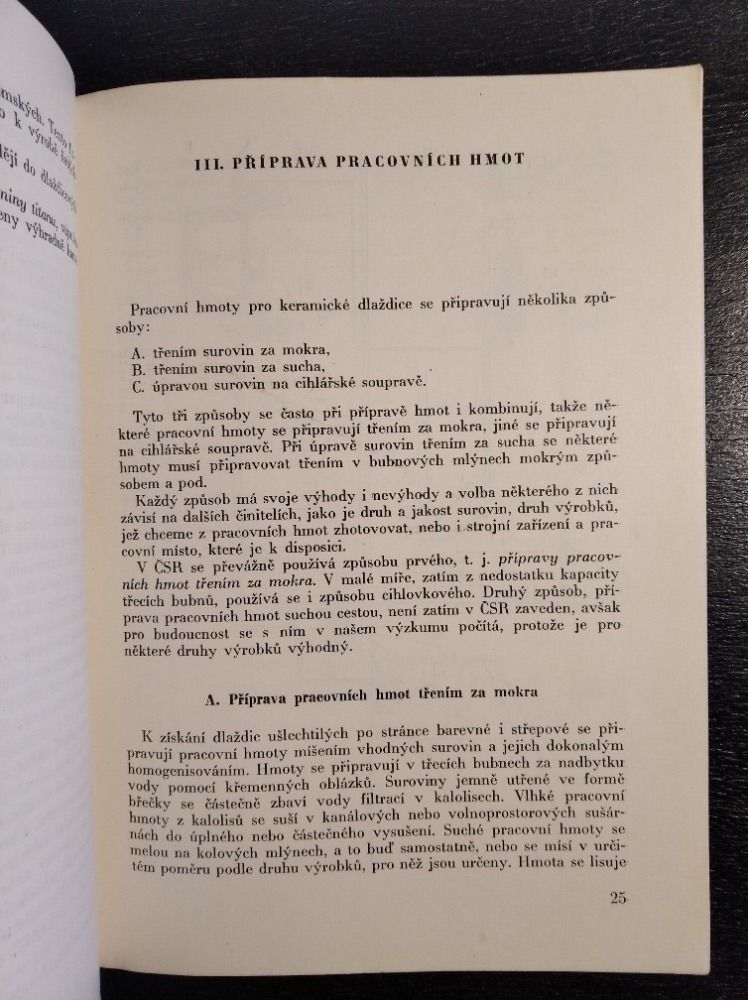 mských. Tento
o k výrobě
dějí do dlaždicových
niny titanu,
eny výhradně
III. PŘÍPRAVA PRACOVNÍCH HMOT
Pracovní hmoty pro keramické dlaždice se připravují několika způ-
soby:
A. třením surovin za mokra,
B. třením surovin za sucha,
C. úpravou surovin na cihlářské soupravě.
Tyto tři způsoby se často při přípravě hmot i kombinují, takže ně-
které pracovní hmoty se připravují třením za mokra, jiné se připravují
na cihlářské soupravě. Při úpravě surovin třením za sucha se některé
hmoty musí připravovat třením v bubnových mlýnech mokrým způ-
sobem a pod.
Každý způsob má svoje výhody i nevýhody a volba některého z nich
závisí na dalších činitelích, jako je druh a jakost surovin, druh výrobků,
jež chceme z pracovních hmot zhotovovat, nebo i strojní zařízení a pra-
covní místo, které je k disposici.
V ČSR se převážně používá způsobu prvého, t. j. přípravy pracov-
ních hmot třením za mokra. V malé míře, zatím z nedostatku kapacity
třecích bubnů, používá se i způsobu cihlovkového. Druhý způsob, pří-
prava pracovních hmot suchou cestou, není zatím v ČSR zaveden, avšak
pro budoucnost se s ním v našem výzkumu počítá, protože je pro
některé druhy výrobků výhodný.
A. Příprava pracovních hmot třením za mokra
K získání dlaždic ušlechtilých po stránce barevné i střepové se při-
pravují pracovní hmoty míšením vhodných surovin a jejich dokonalým
homogenisováním. Hmoty se připravují v třecích bubnech za nadbytku
vody pomocí křemenných oblázků. Suroviny jemně utřené ve formě
břečky se částečně zbaví vody filtrací v kalolisech. Vlhké pracovní
hmoty z kalolisů se suší v kanálových nebo volnoprostorových sušár-
nách do úplného nebo částečného vysušení. Suché pracovní hmoty se
melou na kolových mlýnech, a to buď samostatně, nebo se mísí v urči-
tém poměru podle druhu výrobků, pro něž jsou určeny. Hmota se lisuje
25